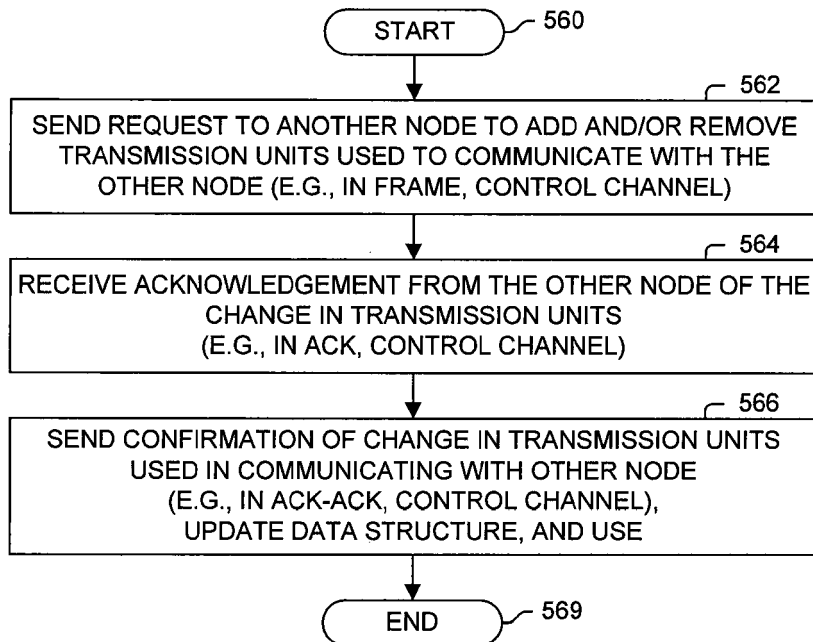 START
560
562
SEND REQUEST TO ANOTHER NODE TO ADD AND/OR REMOVE
TRANSMISSION UNITS USED TO COMMUNICATE WITH THE
OTHER NODE (E.G., IN FRAME, CONTROL CHANNEL)
564
RECEIVE ACKNOWLEDGEMENT FROM THE OTHER NODE OF THE
CHANGE IN TRANSMISSION UNITS
(E.G., IN ACK, CONTROL CHANNEL)
566
SEND CONFIRMATION OF CHANGE IN TRANSMISSION UNITS
USED IN COMMUNICATING WITH OTHER NODE
(E.G., IN ACK-ACK, CONTROL CHANNEL),
UPDATE DATA STRUCTURE, AND USE
END
569